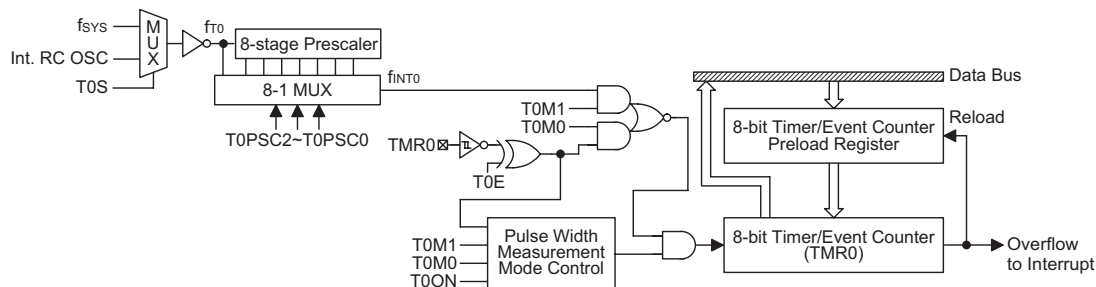 fSYS
Int. RC OSC
T0S
MUX
fT0
8-stage Prescaler
8-1 MUX
T0PSC2~T0PSC0
fINT0
T0M1
T0M0
TMR0
T0E
T0M1
T0M0
T0ON
Pulse Width
Measurement
Mode Control
Data Bus
8-bit Timer/Event Counter
Preload Register
Reload
8-bit Timer/Event Counter
(TMR0)
Overflow
to Interrupt